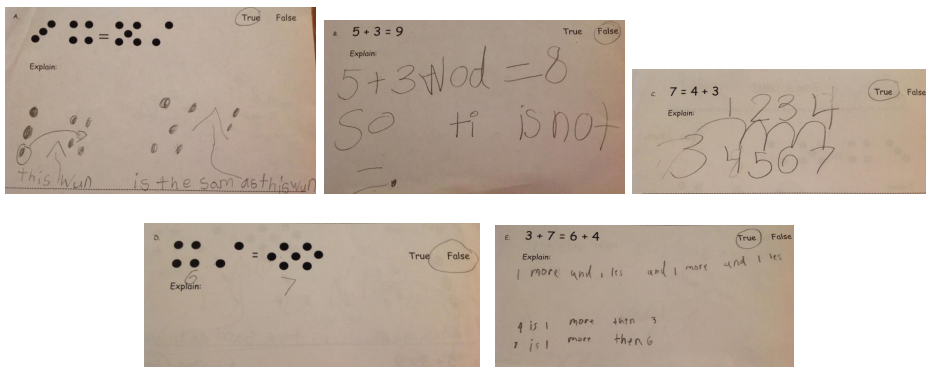 A.
True False
=
Explain:
this wun is the sam as thiswun
B. 5 + 3 = 9 True False
Explain:
5+3 Wod =8
So ti is not
=.
C. 7 = 4 + 3 True False
Explain:
1 2 3 4
3 4 5 6 7
D.
=
True False
6 7
Explain:
E. 3 + 7 = 6 + 4 True False
Explain:
1 more and 1 les and 1 more and 1 les
4 is 1 more then 3
is 1 more then 6